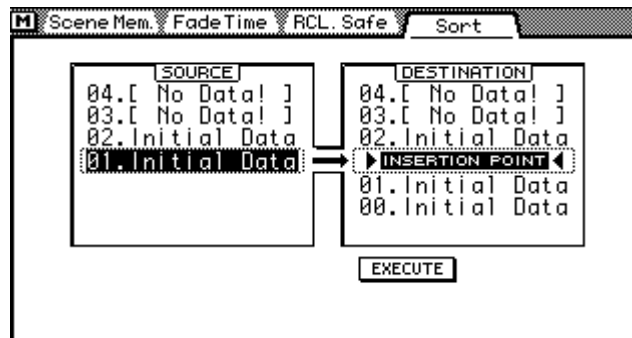 M Scene Mem. Fade Time RCL. Safe Sort
SOURCE
04.[ No Data! ]
03.[ No Data! ]
02.Initial Data
01.Initial Data
DESTINATION
04.[ No Data! ]
03.[ No Data! ]
02.Initial Data
INSERTION POINT
01.Initial Data
00.Initial Data
EXECUTE